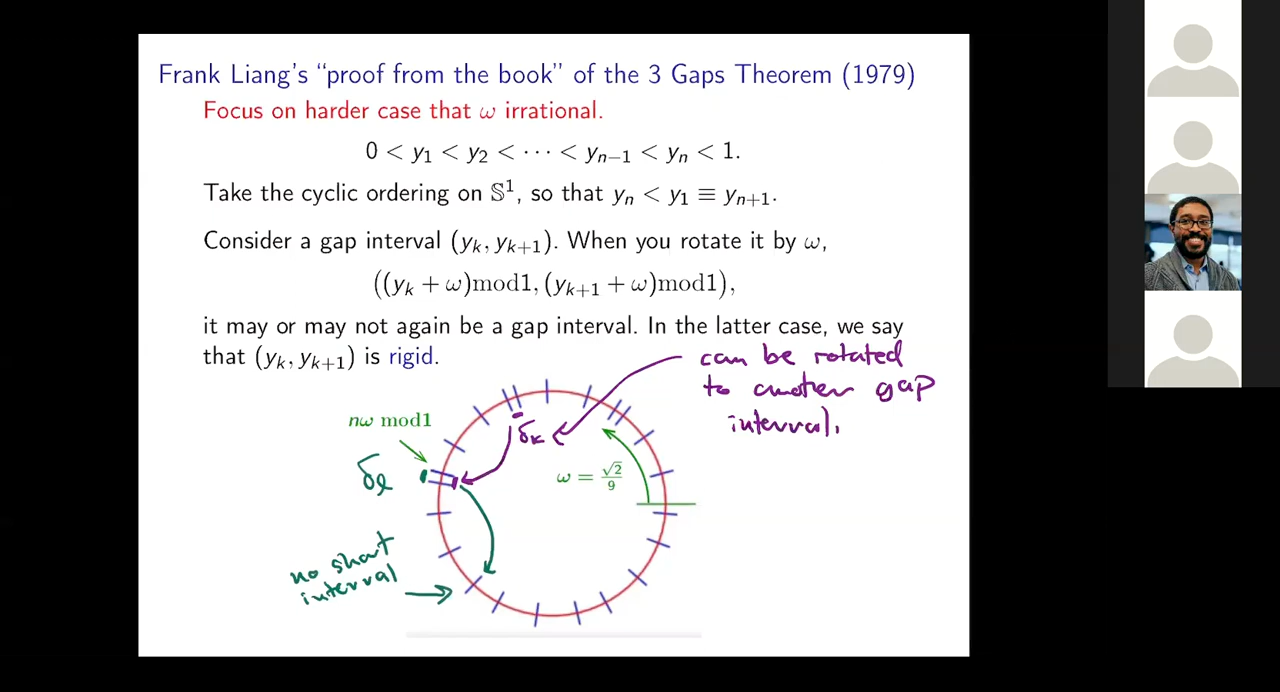 Frank Liang's “proof from the book” of the 3 Gaps Theorem (1979)
Focus on harder case that ω irrational.
0 < y₁ < y₂ < ⋯ < yₙ₋₁ < yₙ < 1.
Take the cyclic ordering on 𝕊¹, so that yₙ < y₁ ≡ yₙ₊₁.
Consider a gap interval (yₖ, yₖ₊₁). When you rotate it by ω,
((yₖ + ω)mod1, (yₖ₊₁ + ω)mod1),
it may or may not again be a gap interval. In the latter case, we say
that (yₖ, yₖ₊₁) is rigid.
can be rotated
to another gap
interval.
nω mod1
δₖ
δₗ
ω = √2/9
no short
interval